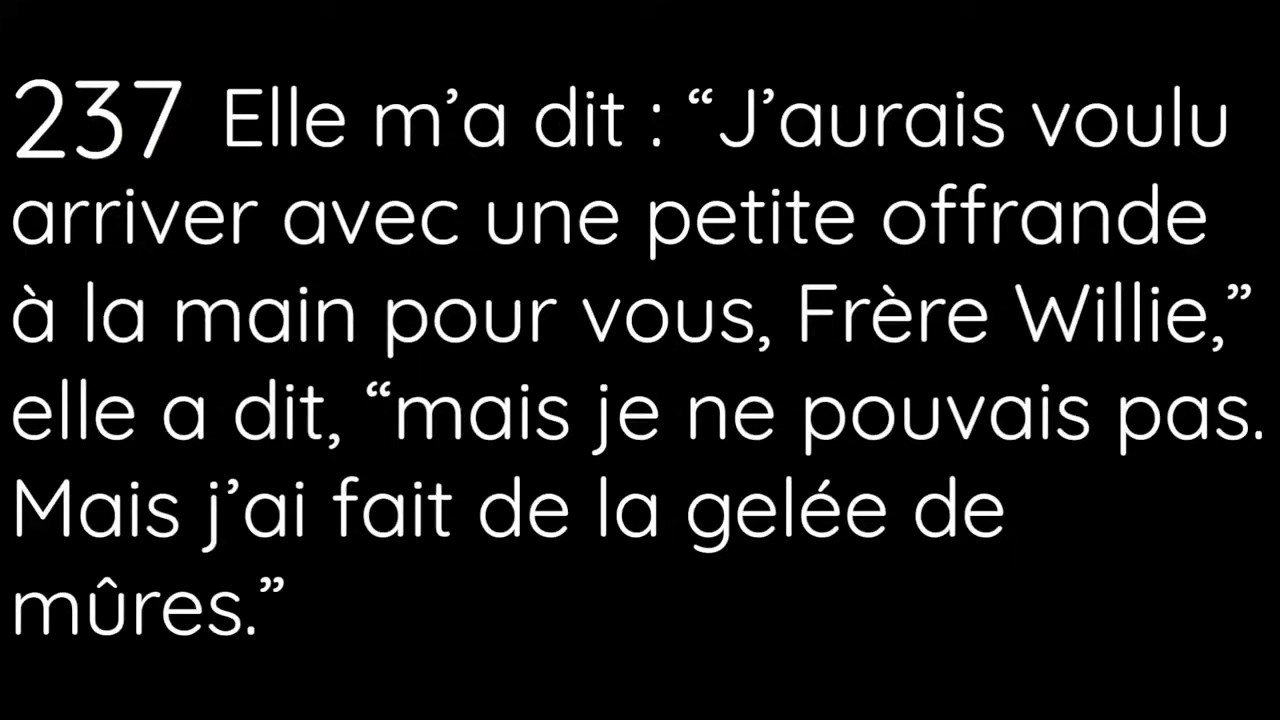 237 Elle m’a dit : “J’aurais voulu
arriver avec une petite offrande
à la main pour vous, Frère Willie,”
elle a dit, “mais je ne pouvais pas.
Mais j’ai fait de la gelée de
mûres.”